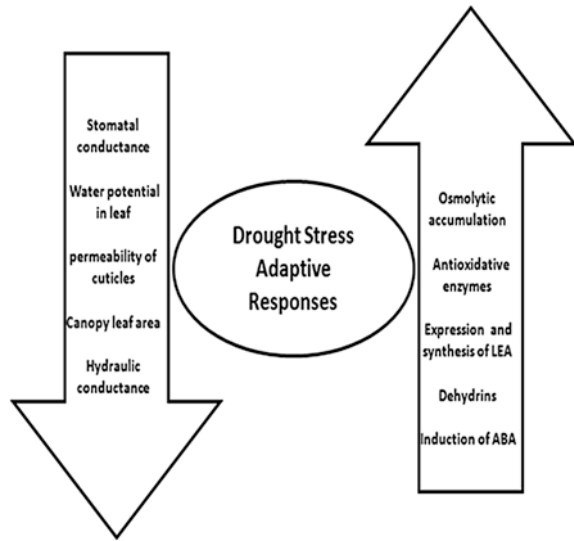 Stomatal
conductance
Water potential
in leaf
permeability of
cuticles
Canopy leaf area
Hydraulic
conductance
Drought Stress
Adaptive
Responses
Osmolytic
accumulation
Antioxidative
enzymes
Expression and
synthesis of LEA
Dehydrins
Induction of ABA